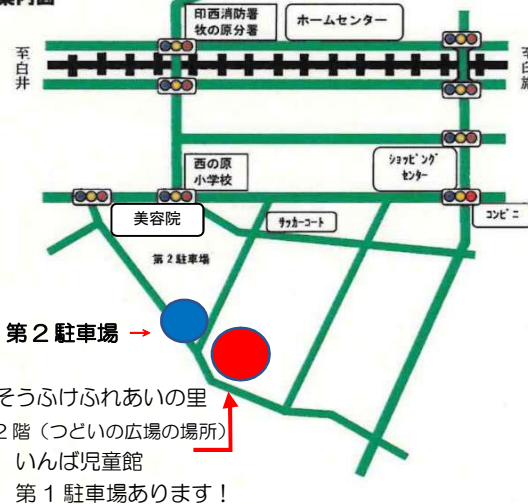 案内図
印西消防署
牧の原分署
ホームセンター
至白井
至白
西の原
小学校
ｼｮｯﾋﾟﾝｸﾞ
ｾﾝﾀｰ
美容院
ｻｯｶｰｺｰﾄ
コンビニ
第２駐車場
第２駐車場 →
そうふけふれあいの里
２階（つどいの広場の場所）
いんば児童館
第１駐車場あります！